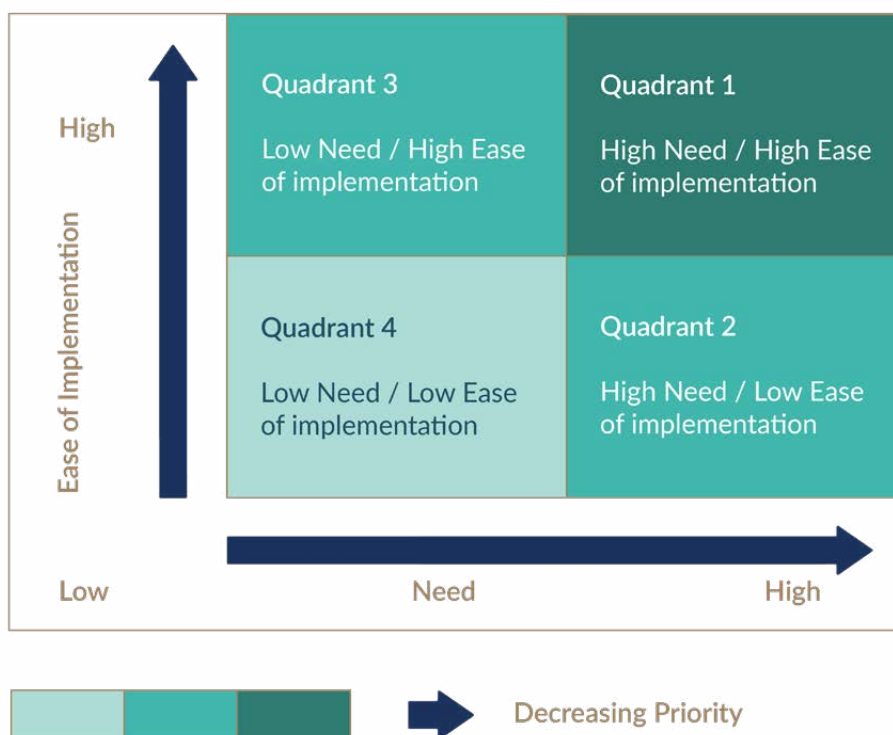 High
Ease of Implementation
Quadrant 3
Low Need / High Ease
of implementation
Quadrant 1
High Need / High Ease
of implementation
Quadrant 4
Low Need / Low Ease
of implementation
Quadrant 2
High Need / Low Ease
of implementation
Low
Need
High
Decreasing Priority